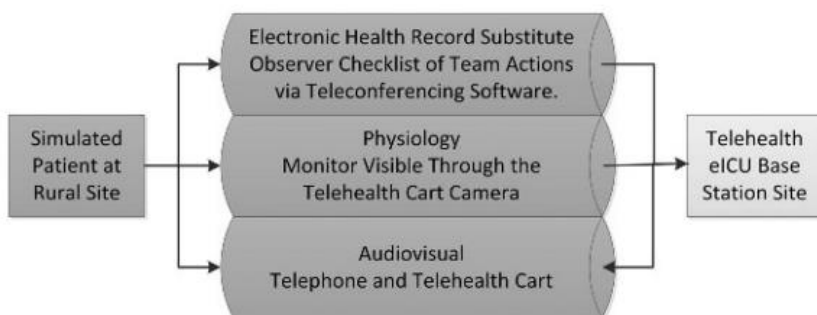 Electronic Health Record Substitute
Observer Checklist of Team Actions
via Teleconferencing Software.
Simulated
Patient at
Rural Site
Physiology
Monitor Visible Through the
Telehealth Cart Camera
Telehealth
eICU Base
Station Site
Audiovisual
Telephone and Telehealth Cart